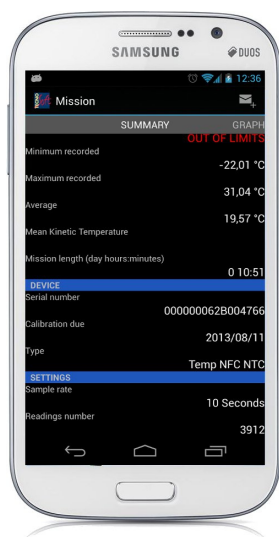 SAMSUNG
DUOS
12:36
Mission
SUMMARY GRAPH
OUT OF LIMITS
Minimum recorded
-22,01 °C
Maximum recorded
31,04 °C
Average
19,57 °C
Mean Kinetic Temperature
Mission length (day hours:minutes)
0 10:51
DEVICE
Serial number
000000062B004766
Calibration due
2013/08/11
Type
Temp NFC NTC
SETTINGS
Sample rate
10 Seconds
Readings number
3912